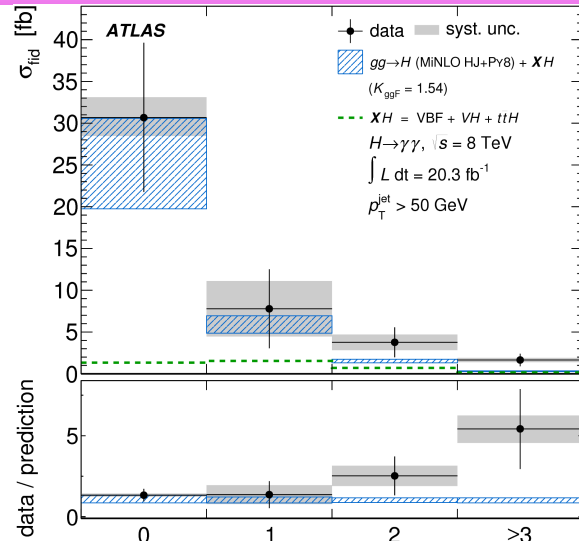 σfid [fb]
ATLAS
data syst. unc.
gg→H (MiNLO HJ+PY8) + XH
(KggF = 1.54)
XH = VBF + VH + tt̄H
H→γγ, √s = 8 TeV
∫ L dt = 20.3 fb-1
pTjet > 50 GeV
40
35
30
25
20
15
10
5
0
data / prediction
5
0
0 1 2 ≥3